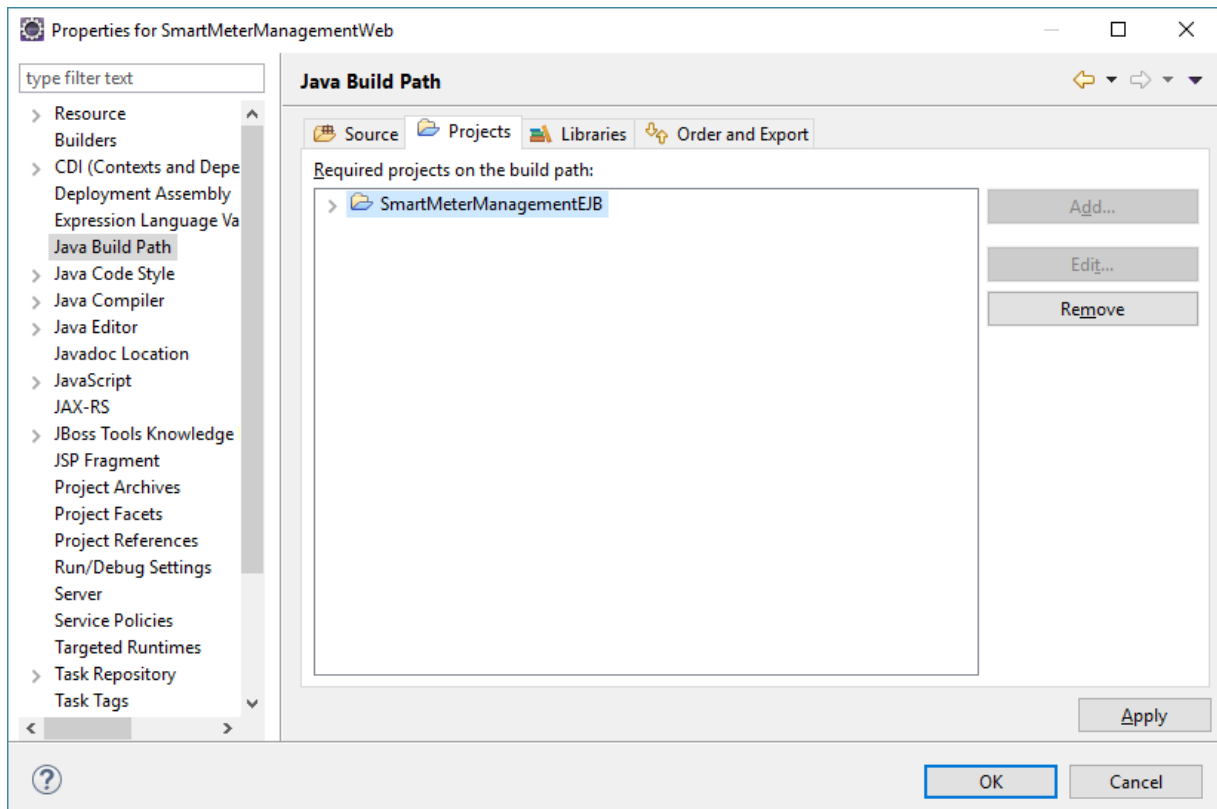 Properties for SmartMeterManagementWeb
type filter text
Resource
Builders
CDI (Contexts and Depe
Deployment Assembly
Expression Language Va
Java Build Path
Java Code Style
Java Compiler
Java Editor
Javadoc Location
JavaScript
JAX-RS
JBoss Tools Knowledge
JSP Fragment
Project Archives
Project Facets
Project References
Run/Debug Settings
Server
Service Policies
Targeted Runtimes
Task Repository
Task Tags
Java Build Path
Source Projects Libraries Order and Export
Required projects on the build path:
SmartMeterManagementEJB
Add...
Edit...
Remove
Apply
OK Cancel